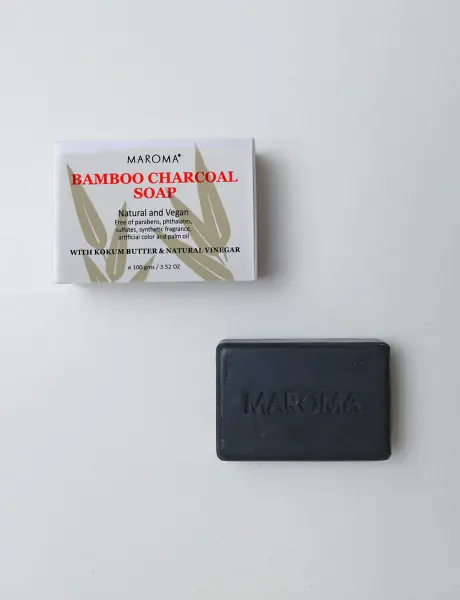 MAROMA®
BAMBOO CHARCOAL
SOAP
Natural and Vegan
Free of parabens, phthalates,
sulfates, synthetic fragrance,
artificial color and palm oil
WITH KOKUM BUTTER & NATURAL VINEGAR
e 100 gms / 3.52 OZ
MAROMA